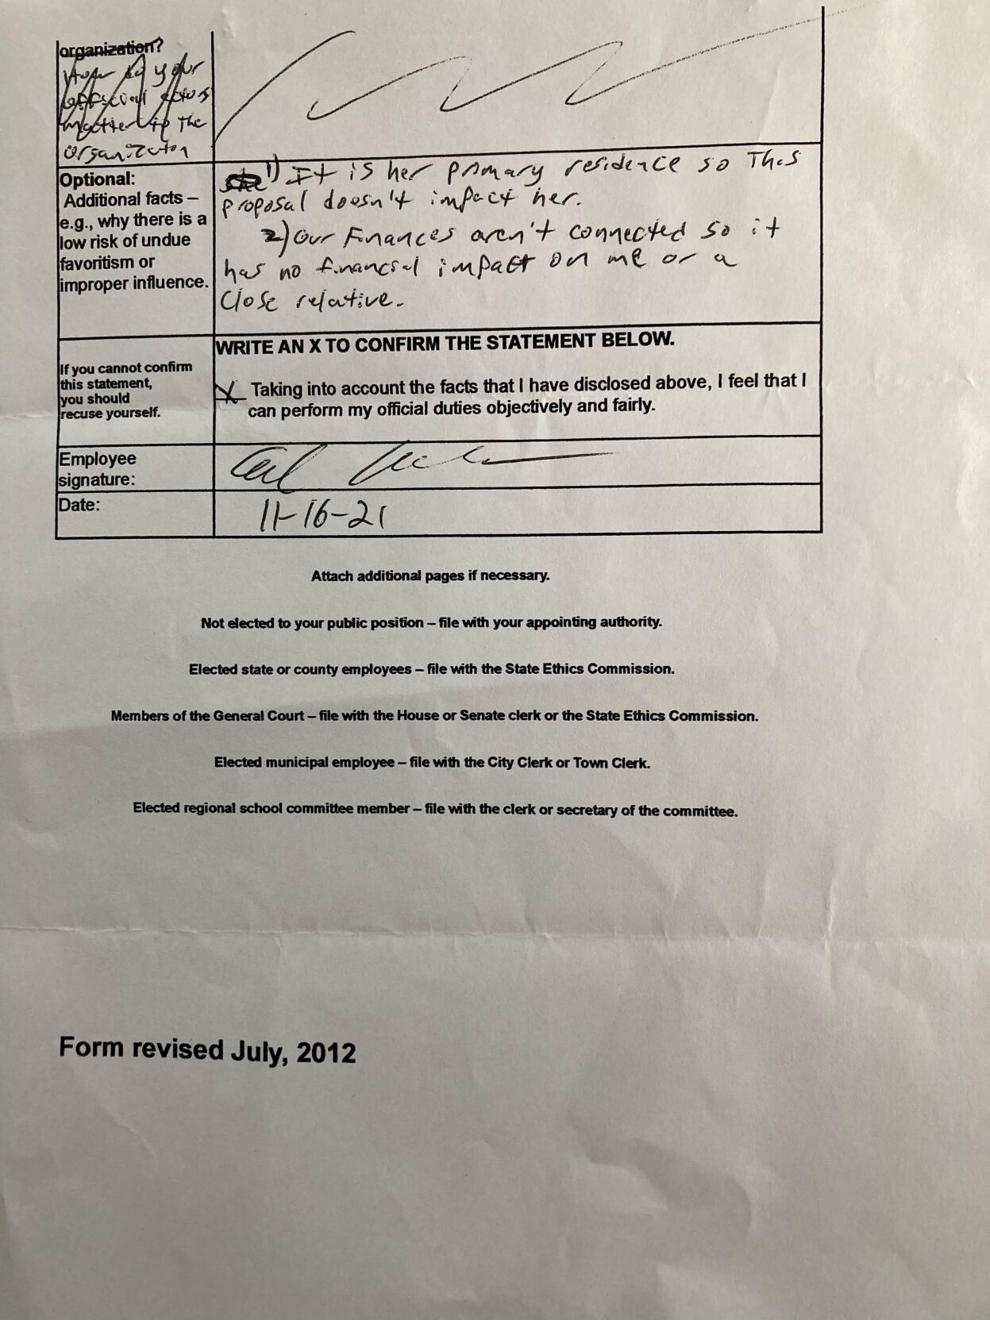 organization?
your
official
matter to the
organization
Optional:
Additional facts –
e.g., why there is a
low risk of undue
favoritism or
improper influence.
1) It is her primary residence so this
proposal doesn't impact her.
2) Our Finances aren't connected so it
has no financial impact on me or a
close relative.
WRITE AN X TO CONFIRM THE STATEMENT BELOW.
If you cannot confirm
this statement,
you should
recuse yourself.
X Taking into account the facts that I have disclosed above, I feel that I
can perform my official duties objectively and fairly.
Employee
signature:
Date:
11-16-21
Attach additional pages if necessary.
Not elected to your public position – file with your appointing authority.
Elected state or county employees – file with the State Ethics Commission.
Members of the General Court – file with the House or Senate clerk or the State Ethics Commission.
Elected municipal employee – file with the City Clerk or Town Clerk.
Elected regional school committee member – file with the clerk or secretary of the committee.
Form revised July, 2012